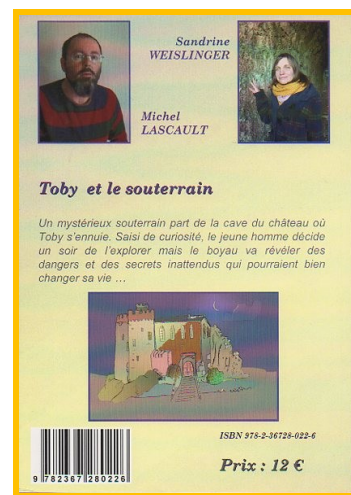 Sandrine
WEISLINGER
Michel
LASCAULT
Toby et le souterrain
Un mystérieux souterrain part de la cave du château où
Toby s'ennuie. Saisi de curiosité, le jeune homme décide
un soir de l'explorer mais le boyau va révéler des
dangers et des secrets inattendus qui pourraient bien
changer sa vie ...
ISBN 978-2-36728-022-6
9 782367 280226
Prix : 12 €